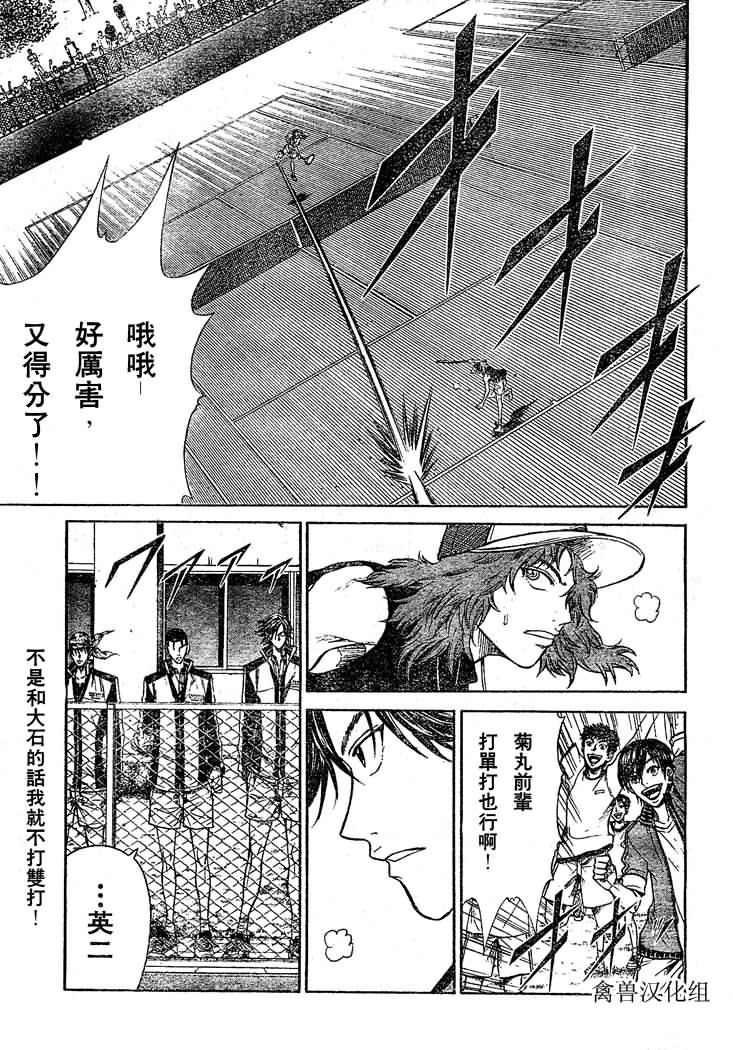 哦哦—
好厲害，
又得分了！！
菊丸前輩
打單打也行啊！
…英二
不是和大石的話我就不打雙打！
禽兽汉化组